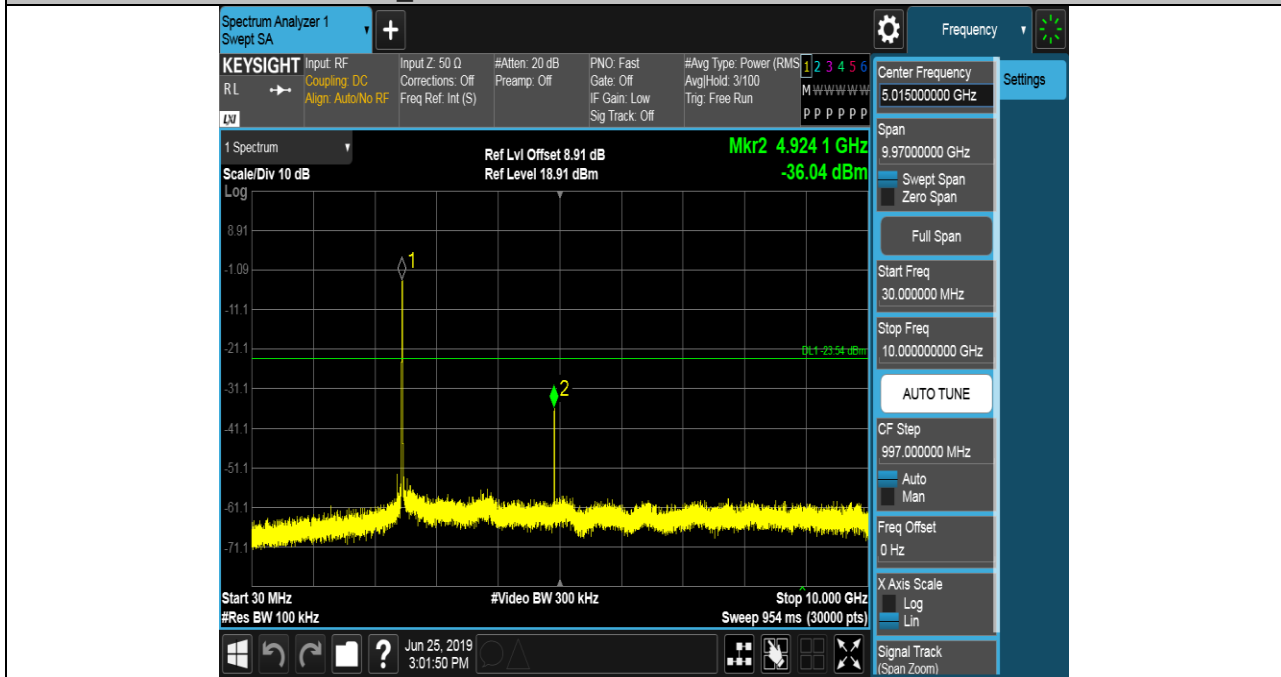 Spectrum Analyzer 1
Swept SA
+
Frequency
KEYSIGHT
RL
LXI
Input: RF
Coupling: DC
Align: Auto/No RF
Input Z: 50 Ω
Corrections: Off
Freq Ref: Int (S)
#Atten: 20 dB
Preamp: Off
PNO: Fast
Gate: Off
IF Gain: Low
Sig Track: Off
#Avg Type: Power (RMS
Avg|Hold: 3/100
Trig: Free Run
1 2 3 4 5 6
M W W W W W
P P P P P P
1 Spectrum
Scale/Div 10 dB
Log
Ref Lvl Offset 8.91 dB
Ref Level 18.91 dBm
Mkr2 4.924 1 GHz
-36.04 dBm
8.91
-1.09
-11.1
-21.1
-31.1
-41.1
-51.1
-61.1
-71.1
1
2
DL1 -23.54 dBm
Start 30 MHz
#Res BW 100 kHz
#Video BW 300 kHz
Stop 10.000 GHz
Sweep 954 ms (30000 pts)
?
Jun 25, 2019
3:01:50 PM
Center Frequency
5.015000000 GHz
Settings
Span
9.97000000 GHz
Swept Span
Zero Span
Full Span
Start Freq
30.000000 MHz
Stop Freq
10.000000000 GHz
AUTO TUNE
CF Step
997.000000 MHz
Auto
Man
Freq Offset
0 Hz
X Axis Scale
Log
Lin
Signal Track
(Span Zoom)